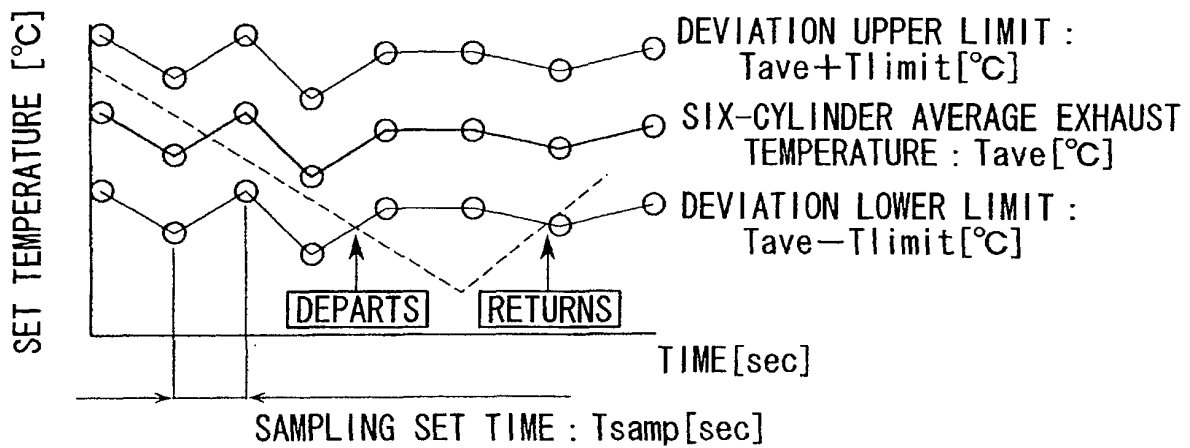 SET TEMPERATURE [℃]
DEVIATION UPPER LIMIT :
Tave+Tlimit[℃]
SIX-CYLINDER AVERAGE EXHAUST
TEMPERATURE : Tave[℃]
DEVIATION LOWER LIMIT :
Tave−Tlimit[℃]
DEPARTS
RETURNS
TIME[sec]
SAMPLING SET TIME : Tsamp[sec]